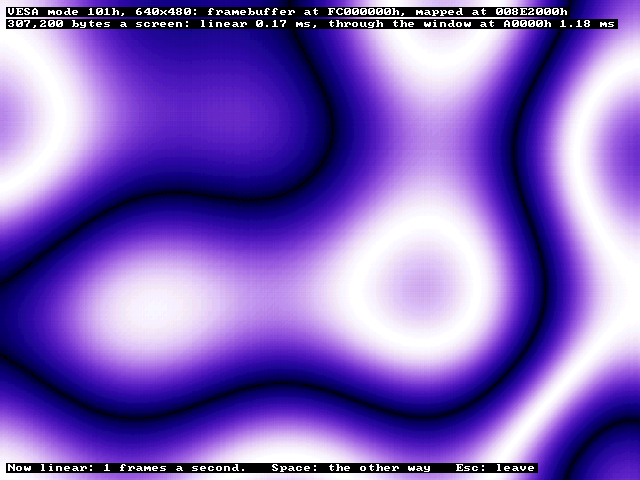 VESA mode 101h, 640x480: framebuffer at FC000000h, mapped at 008E2000h
307,200 bytes a screen: linear 0.17 ms, through the window at A0000h 1.18 ms
Now linear: 1 frames a second.   Space: the other way   Esc: leave